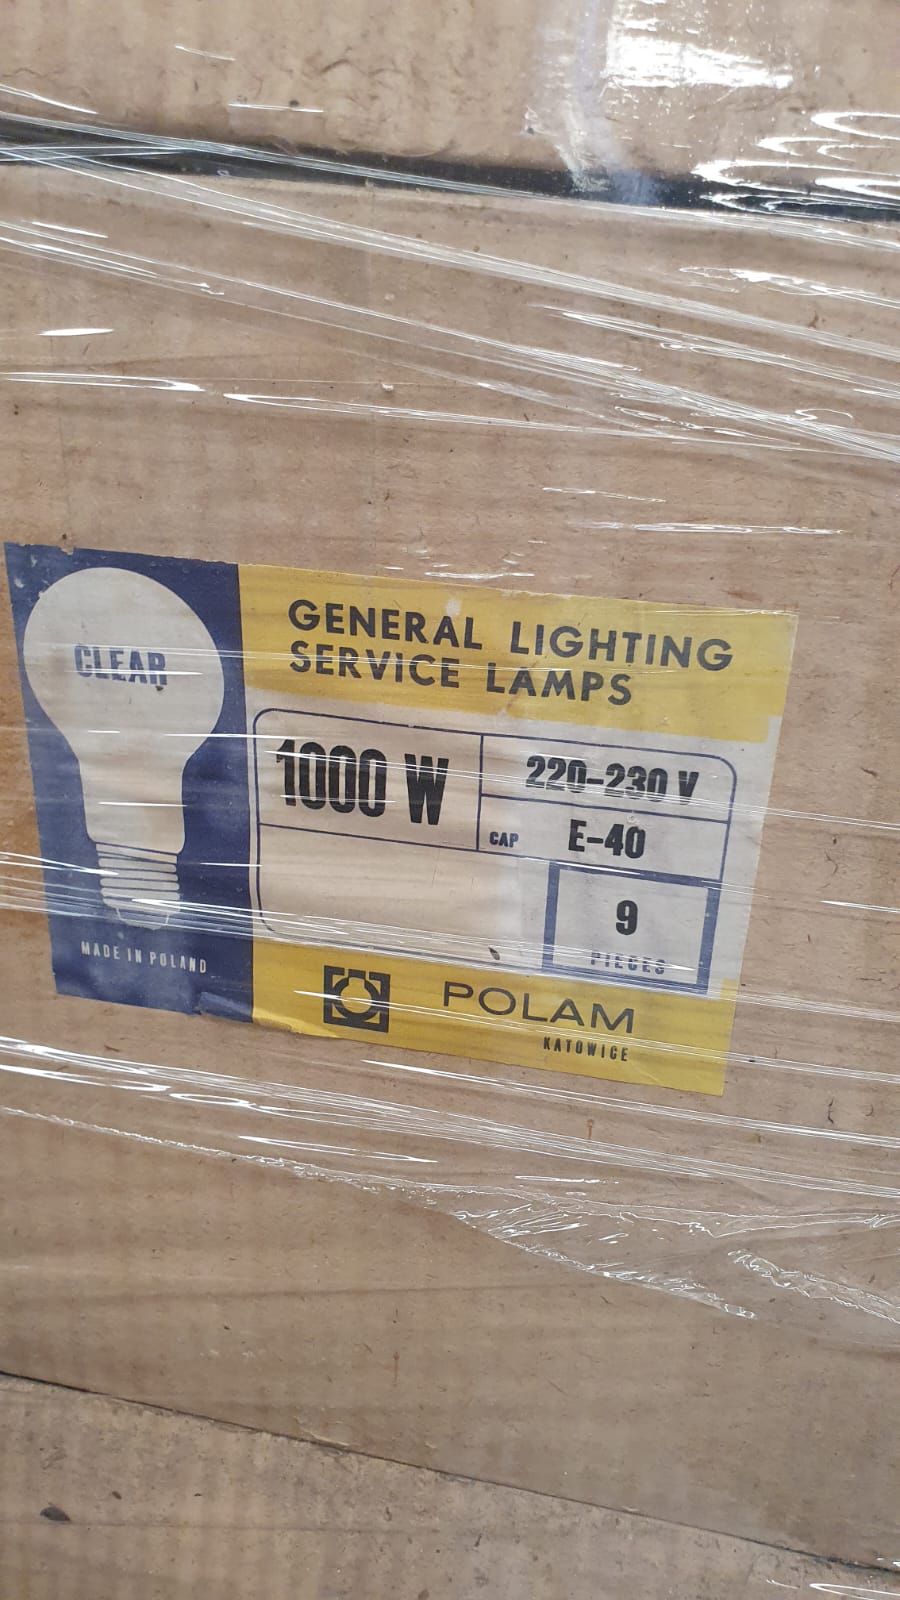 CLEAR
MADE IN POLAND
GENERAL LIGHTING
SERVICE LAMPS
1000 W
220-230 V
CAP E-40
9
PIECES
POLAM
KATOWICE